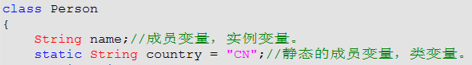 class Person
{
    String name;//成员变量，实例变量。
    static String country = "CN";//静态的成员变量，类变量。